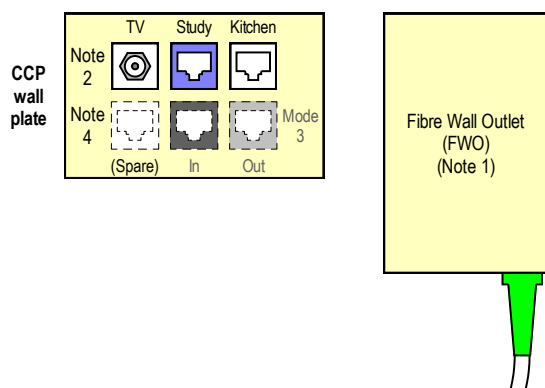 TV Study Kitchen
Note
2
CCP
wall
plate
Note
4
Mode
3
(Spare) In Out
Fibre Wall Outlet
(FWO)
(Note 1)